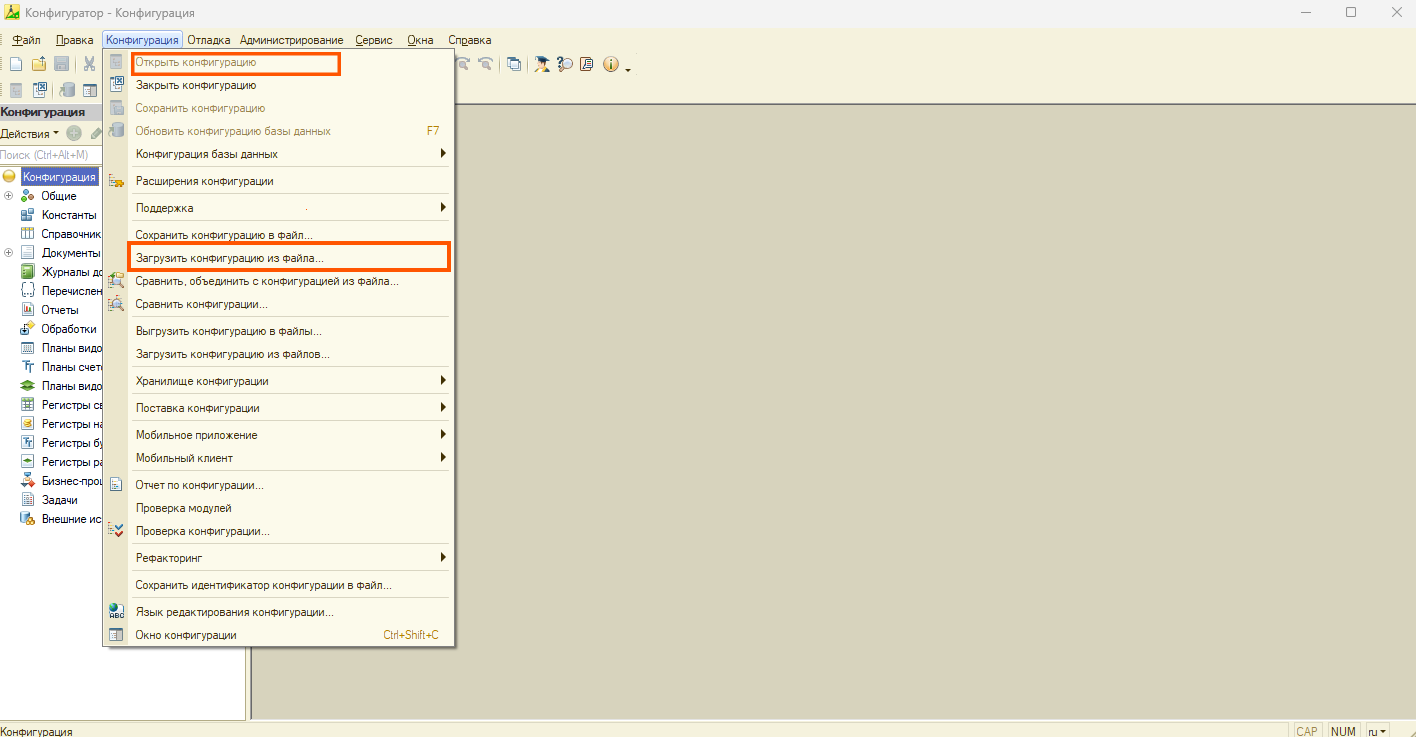 Конфигуратор - Конфигурация
Файл Правка Конфигурация Отладка Администрирование Сервис Окна Справка
Конфигурация
Действия
Поиск (Ctrl+Alt+M)
Конфигурация
Общие
Константы
Справочник
Документы
Журналы до
Перечислен
Отчеты
Обработки
Планы видо
Планы счет
Планы видо
Регистры св
Регистры на
Регистры бу
Регистры ра
Бизнес-проц
Задачи
Внешние ис
Открыть конфигурацию
Закрыть конфигурацию
Сохранить конфигурацию
Обновить конфигурацию базы данных F7
Конфигурация базы данных
Расширения конфигурации
Поддержка
Сохранить конфигурацию в файл...
Загрузить конфигурацию из файла...
Сравнить, объединить с конфигурацией из файла...
Сравнить конфигурации...
Выгрузить конфигурацию в файлы...
Загрузить конфигурацию из файлов...
Хранилище конфигурации
Поставка конфигурации
Мобильное приложение
Мобильный клиент
Отчет по конфигурации...
Проверка модулей
Проверка конфигурации...
Рефакторинг
Сохранить идентификатор конфигурации в файл...
Язык редактирования конфигурации...
Окно конфигурации Ctrl+Shift+C
Конфигурация CAP NUM ru